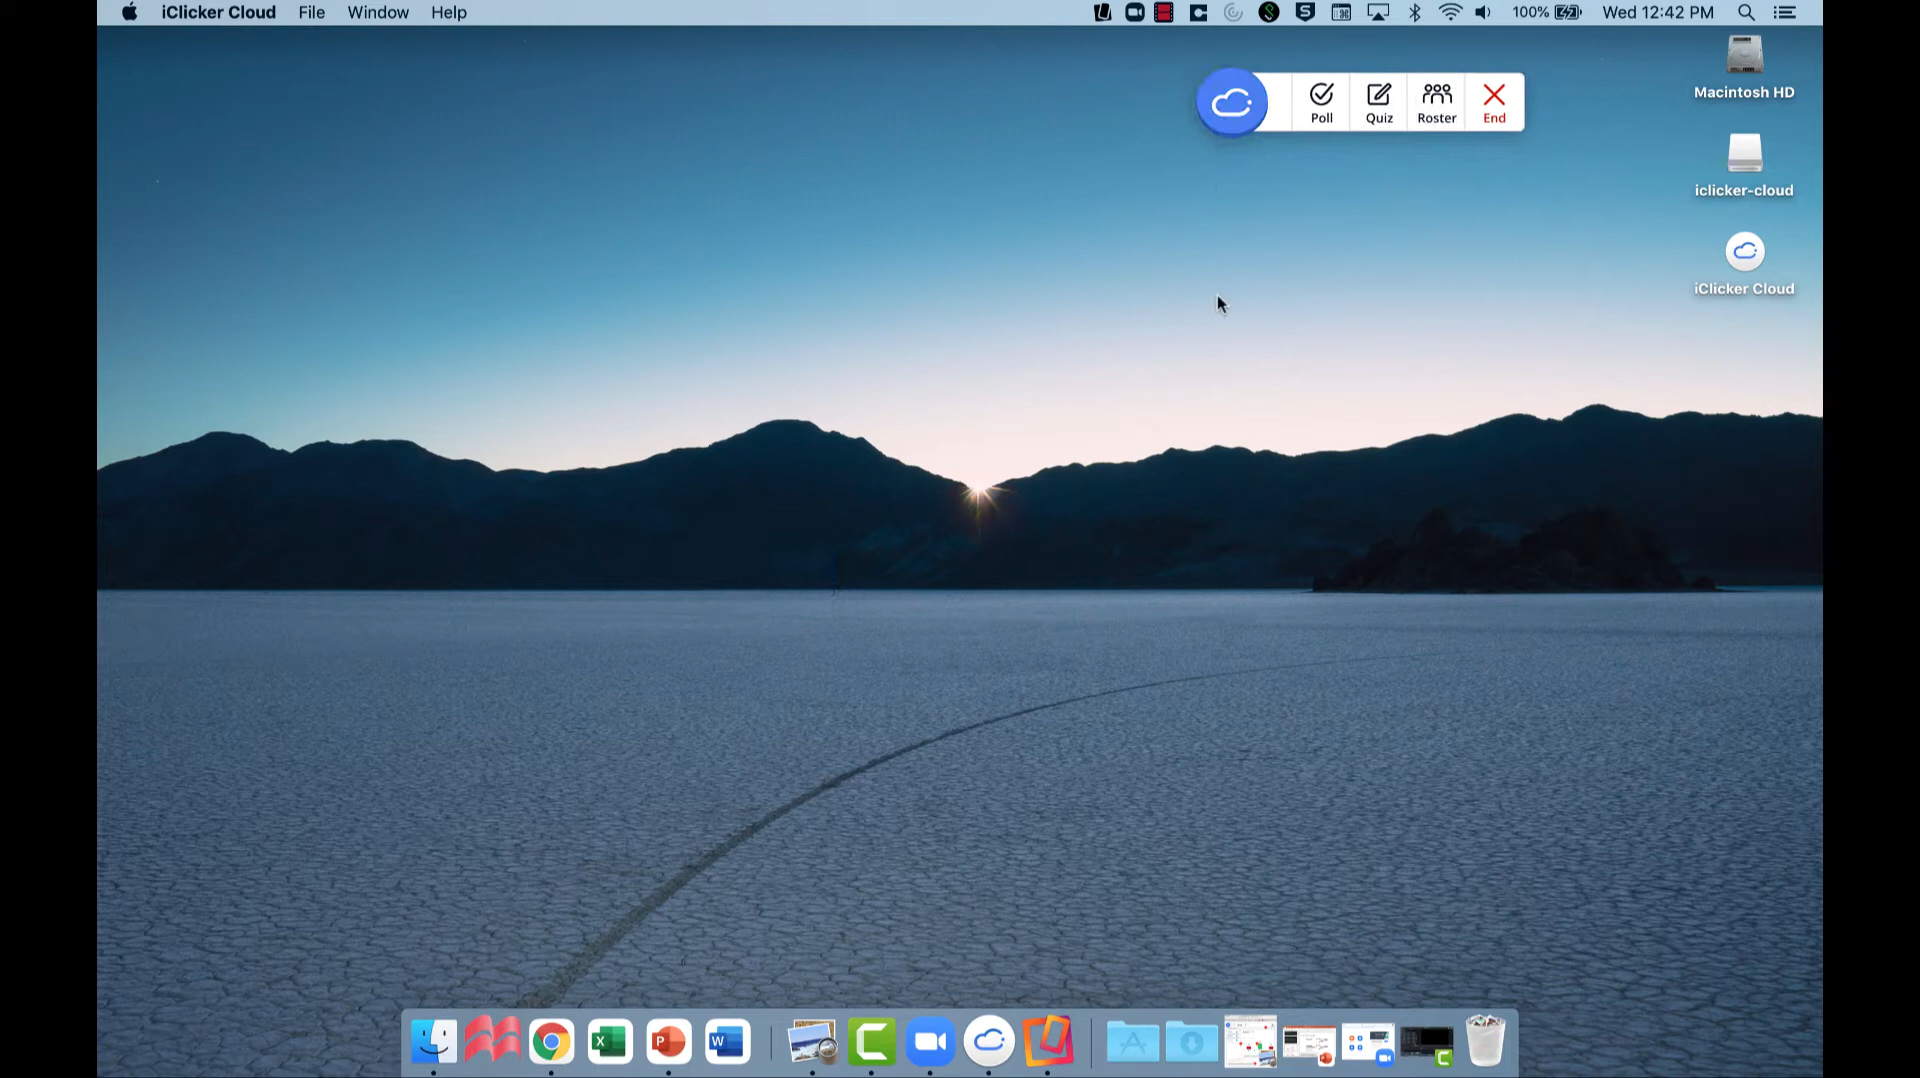 iClicker Cloud File Window Help 100% Wed 12:42 PM
Macintosh HD
Poll Quiz Roster End
iclicker-cloud
iClicker Cloud